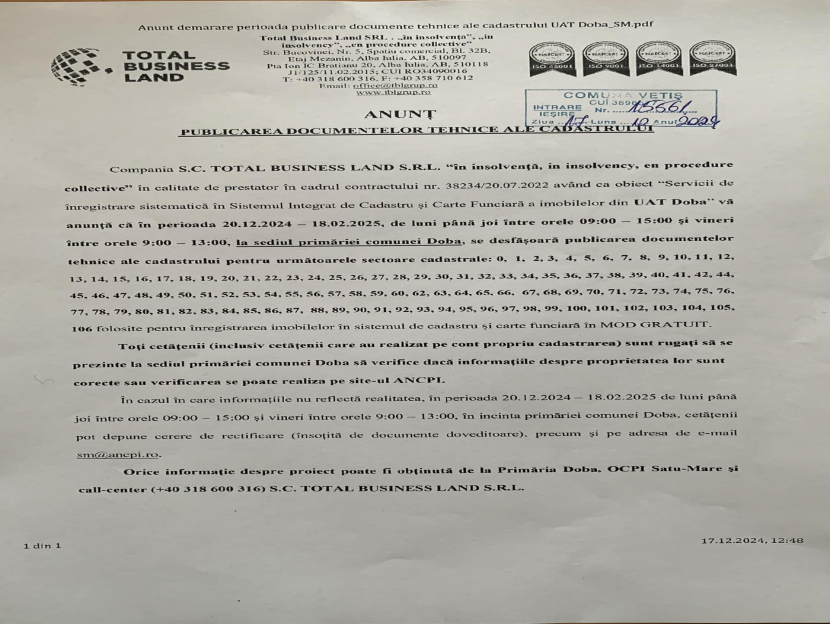 Anunt demarare perioada publicare documente tehnice ale cadastrului UAT Doba_SM.pdf
TOTAL
BUSINESS
LAND
Total Business Land SRL . „in insolvența”, „in
insolvency”, „en procedure collective”
Str. Bucovinei, Nr. 5, Spatiu comercial, Bl. 32B,
Etaj Mezanin, Alba Iulia, AB, 510097
Pta Ion IC Bratianu 20, Alba Iulia, AB, 510118
J1/125/11.02.2015; CUI RO34090016
T: +40 318 600 316, F: +40 358 710 612
Email: office@tblgrup.ro
www.tblgrup.ro
ISO 9001
ISO 14001
COMUNA VETIȘ
INTRARE
IEȘIRE
Nr. 15561
Ziua 17 Luna 12 Anul 2024
ANUNȚ
PUBLICAREA DOCUMENTELOR TEHNICE ALE CADASTRULUI
Compania S.C. TOTAL BUSINESS LAND S.R.L. “în insolvență, in insolvency, en procedure
collective” în calitate de prestator în cadrul contractului nr. 38234/20.07.2022 având ca obiect “Servicii de
înregistrare sistematică în Sistemul Integrat de Cadastru și Carte Funciară a imobilelor din UAT Doba” vă
anunță că în perioada 20.12.2024 – 18.02.2025, de luni până joi între orele 09:00 – 15:00 și vineri
între orele 9:00 – 13:00, la sediul primăriei comunei Doba, se desfășoară publicarea documentelor
tehnice ale cadastrului pentru următoarele sectoare cadastrale: 0, 1, 2, 3, 4, 5, 6, 7, 8, 9, 10, 11, 12,
13, 14, 15, 16, 17, 18, 19, 20, 21, 22, 23, 24, 25, 26, 27, 28, 29, 30, 31, 32, 33, 34, 35, 36, 37, 38, 39, 40, 41, 42, 44,
45, 46, 47, 48, 49, 50, 51, 52, 53, 54, 55, 56, 57, 58, 59, 60, 62, 63, 64, 65, 66, 67, 68, 69, 70, 71, 72, 73, 74, 75, 76,
77, 78, 79, 80, 81, 82, 83, 84, 85, 86, 87, 88, 89, 90, 91, 92, 93, 94, 95, 96, 97, 98, 99, 100, 101, 102, 103, 104, 105,
106 folosite pentru înregistrarea imobilelor în sistemul de cadastru și carte funciară în MOD GRATUIT.
Toți cetățenii (inclusiv cetățenii care au realizat pe cont propriu cadastrarea) sunt rugați să se
prezinte la sediul primăriei comunei Doba să verifice dacă informațiile despre proprietatea lor sunt
corecte sau verificarea se poate realiza pe site-ul ANCPI.
În cazul în care informațiile nu reflectă realitatea, în perioada 20.12.2024 – 18.02.2025 de luni până
joi între orele 09:00 – 15:00 și vineri între orele 9:00 – 13:00, în incinta primăriei comunei Doba, cetățenii
pot depune cerere de rectificare (însoțită de documente doveditoare), precum și pe adresa de e-mail
sm@ancpi.ro.
Orice informație despre proiect poate fi obținută de la Primăria Doba, OCPI Satu-Mare și
call-center (+40 318 600 316) S.C. TOTAL BUSINESS LAND S.R.L.
1 din 1
17.12.2024, 12:48